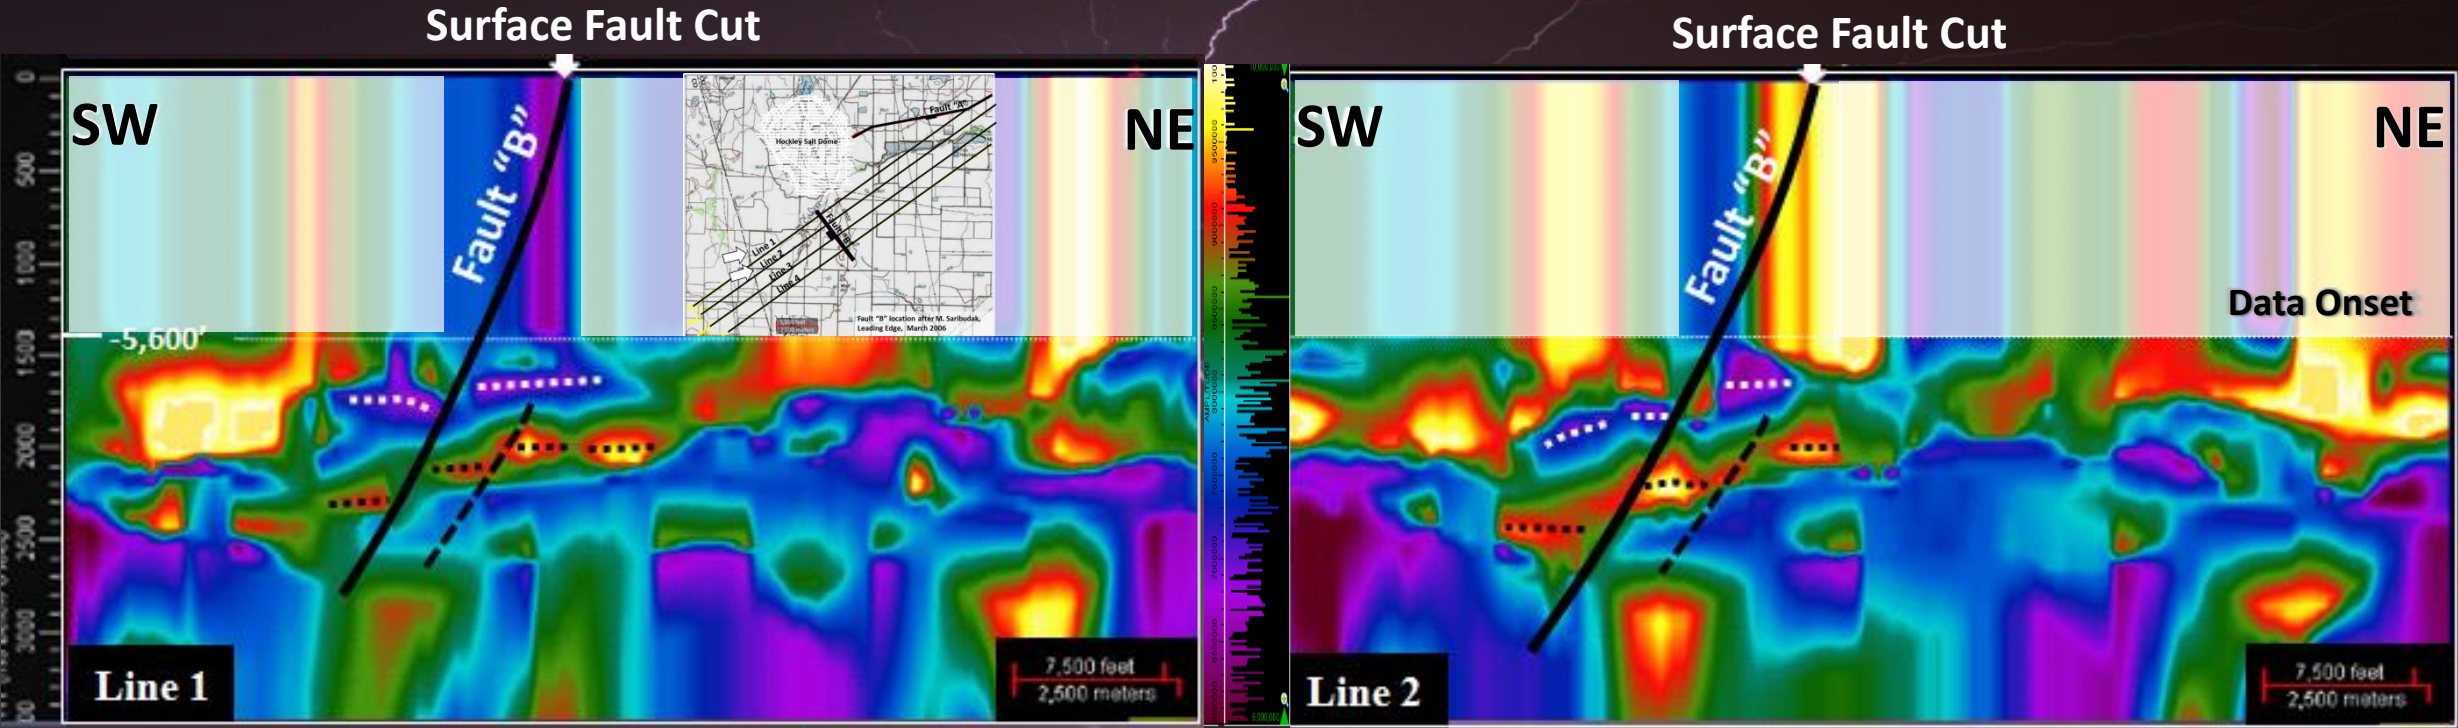 Surface Fault Cut
Surface Fault Cut
0
500
1000
1500
2000
2500
3000
SW
Fault “B”
Hockley Salt Dome
Fault “A”
Fault “B”
Line 1
Line 2
Line 3
Line 4
Fault “B” location after M. Saribudak,
Leading Edge, March 2006
NE
-5,600’
Line 1
7,500 feet
2,500 meters
AMPLITUDE
SW
Fault “B”
NE
Data Onset
Line 2
7,500 feet
2,500 meters